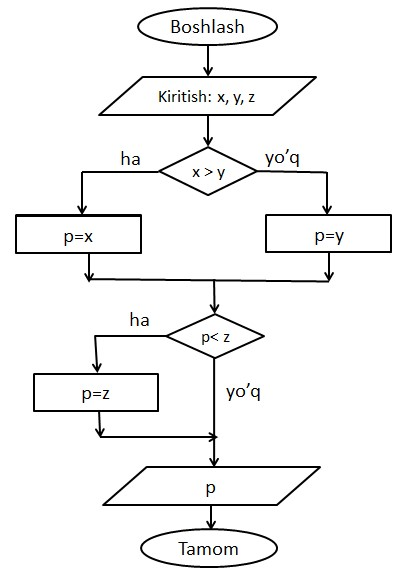 Boshlash
Kiritish: x, y, z
ha
x > y
yo’q
p=x
p=y
ha
p< z
p=z
yo’q
p
Tamom